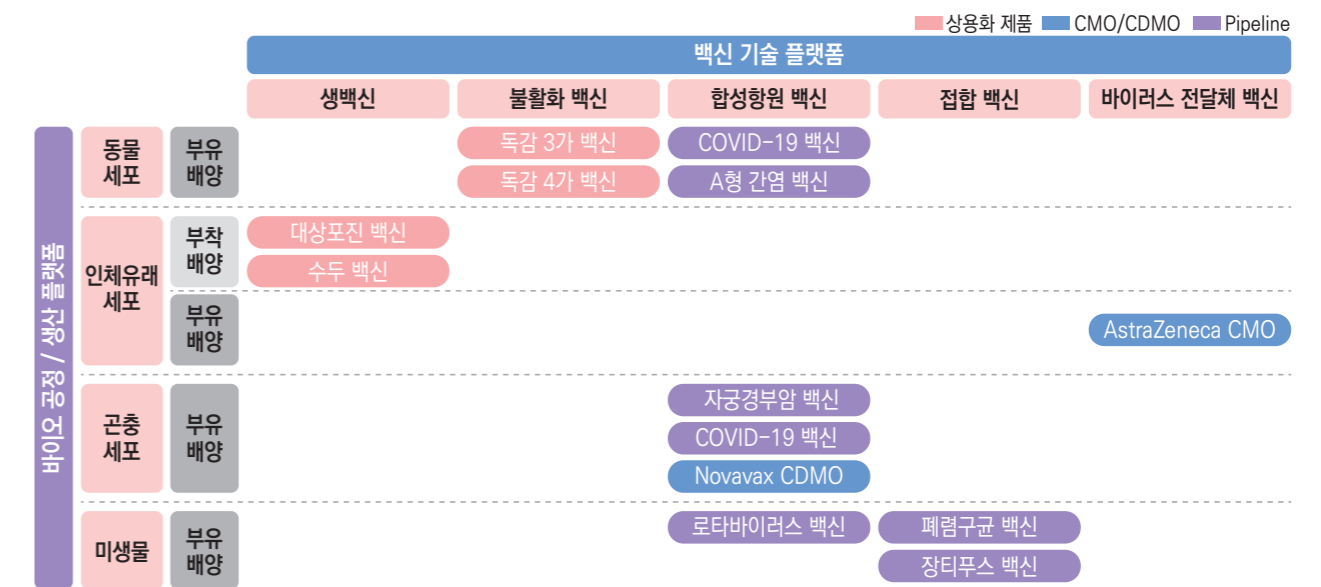 상용화 제품 CMO/CDMO Pipeline
백신 기술 플랫폼
생백신 불활화 백신 합성항원 백신 접합 백신 바이러스 전달체 백신
바이오 공정 / 생산 플랫폼
동물
세포
부유
배양
독감 3가 백신 COVID-19 백신
독감 4가 백신 A형 간염 백신
인체유래
세포
부착
배양
대상포진 백신
수두 백신
부유
배양
AstraZeneca CMO
곤충
세포
부유
배양
자궁경부암 백신
COVID-19 백신
Novavax CDMO
미생물
부유
배양
로타바이러스 백신 폐렴구균 백신
장티푸스 백신